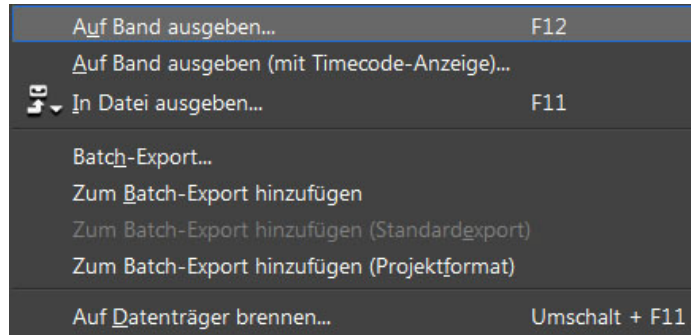 Auf Band ausgeben... F12
Auf Band ausgeben (mit Timecode-Anzeige)...
In Datei ausgeben... F11
Batch-Export...
Zum Batch-Export hinzufügen
Zum Batch-Export hinzufügen (Standardexport)
Zum Batch-Export hinzufügen (Projektformat)
Auf Datenträger brennen... Umschalt + F11